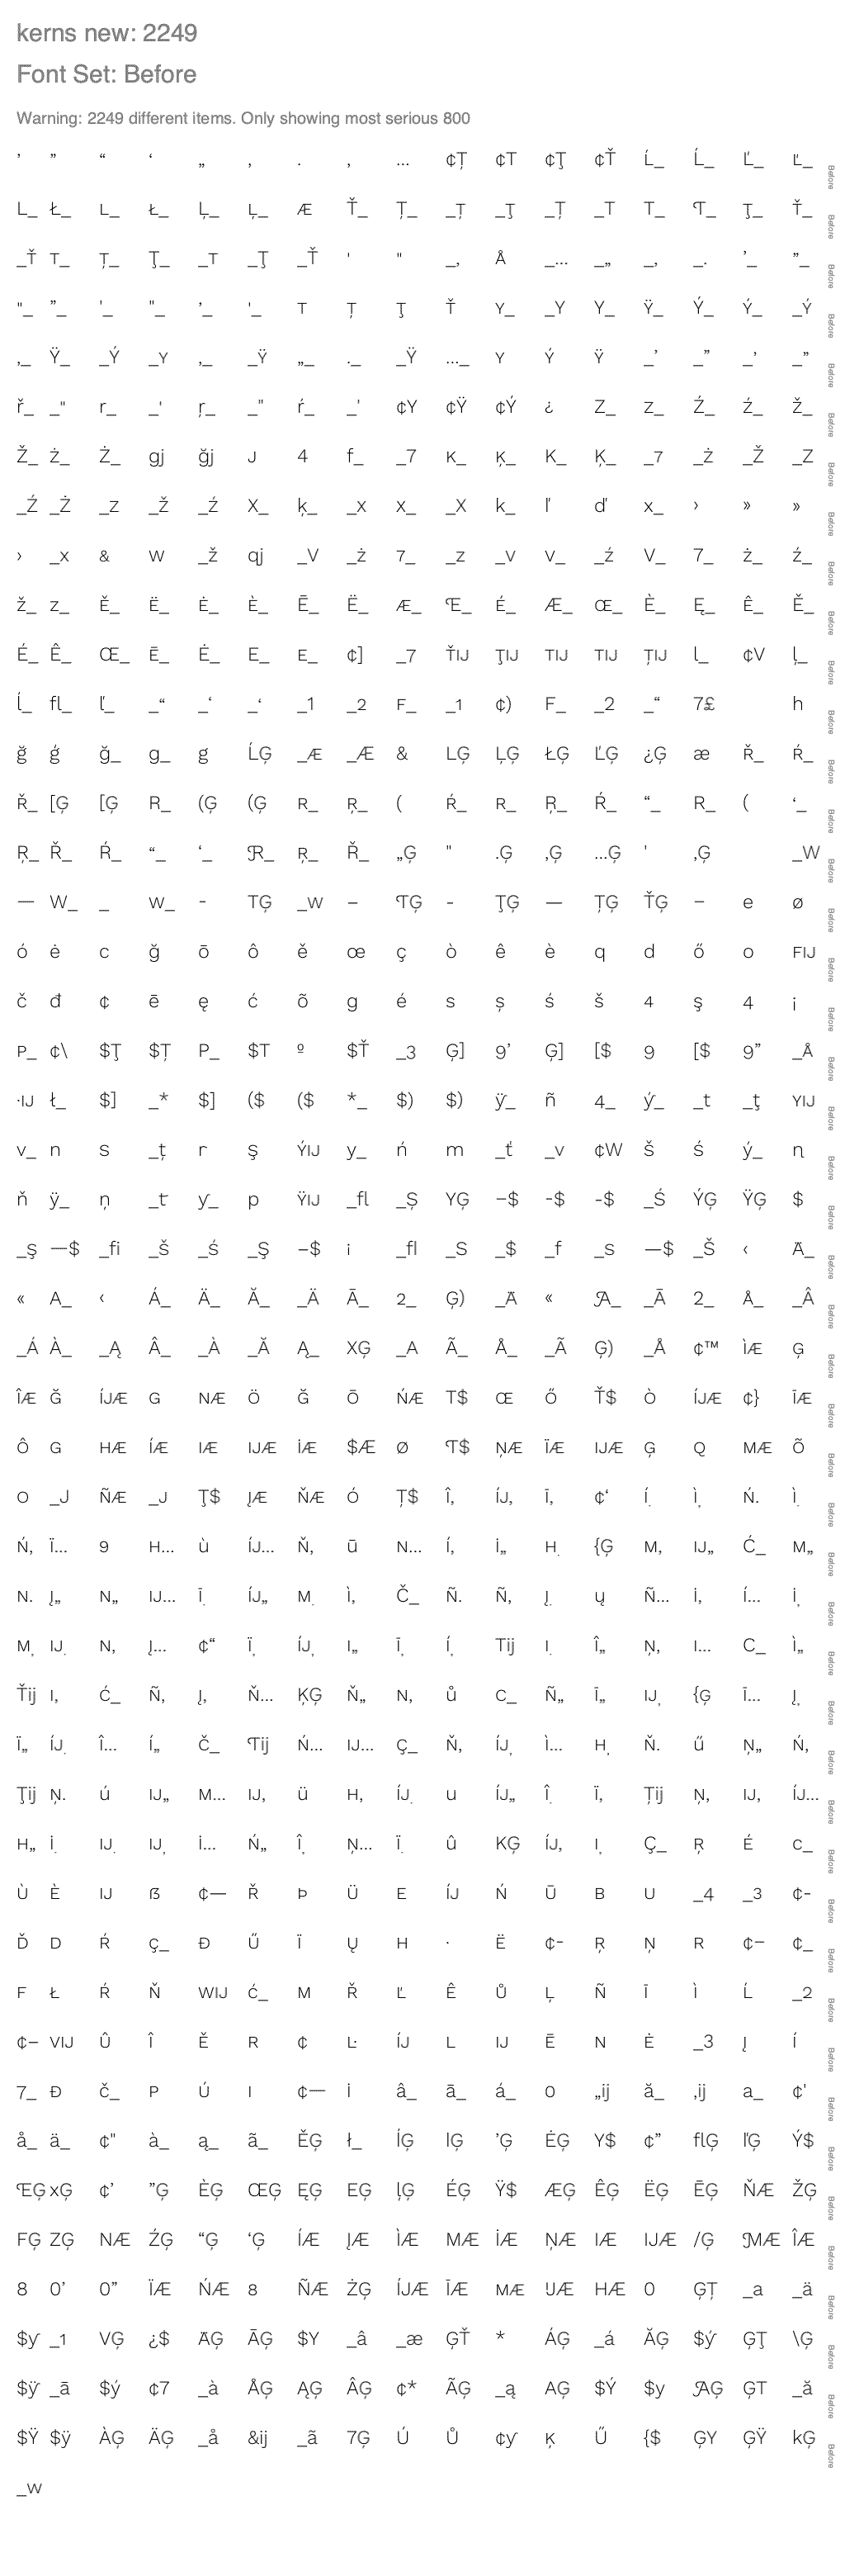 kerns new: 2249
Font Set: Before
Warning: 2249 different items. Only showing most serious 800
’ ” “ ‘ „ , . ‚ … ¢Ț ¢T ¢Ţ ¢Ť Ĺ_ Ĺ_ Ľ_ Ľ_ Before
L_ Ł_ L_ Ł_ Ļ_ Ļ_ Æ Ť_ Ț_ _Ț _Ţ _Ț _T T_ T_ Ţ_ Ť_ Before
_Ť T_ Ț_ Ţ_ _T _Ţ _Ť ' " _, Å _… _„ _‚ _. ’_ ”_ Before
"_ ”_ '_ "_ ’_ '_ T Ț Ţ Ť Y_ _Y Y_ Ÿ_ Ý_ Ý_ _Ý Before
‚_ Ÿ_ _Ý _Y ,_ _Ÿ „_ ._ _Ÿ …_ Y Ý Ÿ _’ _” _’ _” Before
ř_ _" r_ _' ŗ_ _" ŕ_ _' ¢Y ¢Ÿ ¢Ý ¿ Z_ z_ Ź_ ź_ ž_ Before
Ž_ ż_ Ż_ gj ğj J 4 f_ _7 K_ Ķ_ K_ Ķ_ _7 _ż _Ž _Z Before
_Ź _Ż _z _ž _ź X_ ķ_ _x x_ _X k_ ľ ď x_ › » » Before
› _x & W _ž qj _V _ż 7_ _z _v v_ _ź V_ 7_ ż_ ź_ Before
ž_ z_ Ě_ Ë_ Ė_ È_ Ē_ Ë_ Æ_ E_ É_ Æ_ Œ_ È_ Ę_ Ê_ Ě_ Before
É_ Ê_ Œ_ Ē_ Ė_ E_ E_ ¢] _7 ŤIJ ŢIJ TIJ TIJ ȚIJ l_ ¢V ļ_ Before
ĺ_ fl_ ľ_ _“ _‘ _‘ _1 _2 F_ _1 ¢) F_ _2 _“ 7£ h Before
ğ ģ ğ_ g_ g ĹĢ _Æ _Æ & LĢ ĻĢ ŁĢ ĽĢ ¿Ģ æ Ř_ Ŕ_ Before
Ř_ [Ģ [Ģ R_ (Ģ (Ģ R_ Ŗ_ ( Ŕ_ R_ Ŗ_ Ŕ_ “_ R_ ( ‘_ Before
Ŗ_ Ř_ Ŕ_ “_ ‘_ R_ Ŗ_ Ř_ „Ģ " .Ģ ‚Ģ …Ģ ' ,Ģ _W Before
— W_ _ w_ - TĢ _w – TĢ - ŢĢ — ȚĢ ŤĢ – e ø Before
ó ė c ğ ō ô ě œ ç ò ê è q d ő o FIJ Before
č đ ¢ ē ę ć õ g é s ș ś š 4 ş 4 ¡ Before
P_ ¢\ $Ţ $Ț P_ $T º $Ť _3 Ģ] 9’ Ģ] [$ 9 [$ 9” _Å Before
·IJ ł_ $] _* $] ($ ($ *_ $) $) ÿ_ ñ 4_ ý_ _t _ţ YIJ Before
v_ n s _ț r ş ÝIJ y_ ń m _ť _v ¢W š ś ý_ ɳ Before
ň ÿ_ ņ _t y_ p ŸIJ _fl _Ș YĢ –$ -$ -$ _Ś ÝĢ ŸĢ $ Before
_ş —$ _fi _š _ś _Ş –$ i _fl _S _$ _f _s —$ _Š ‹ Ä_ Before
« A_ ‹ Á_ Ä_ Ă_ _Ä Ā_ 2_ Ģ) _Ä « A_ _Ā 2_ Å_ _Â Before
_Á À_ _Ą Â_ _À _Ă Ą_ XĢ _A Ã_ Å_ _Ã Ģ) _Å ¢™ ÌÆ Ģ Before
ÎÆ Ğ ÍJÆ G NÆ Ö Ğ Ō ŃÆ T$ Œ Ő Ť$ Ò ÍJÆ ¢} ĪÆ Before
Ô G HÆ ÍÆ IÆ IJÆ İÆ $Æ Ø T$ ŅÆ ÏÆ IJÆ Ģ Q MÆ Õ Before
O _J ÑÆ _J Ţ$ ĮÆ ŇÆ Ó Ț$ Î, ÍJ, Ī, ¢‘ Í. Ì. Ń. Ì. Before
Ń, Ï… 9 H… ù ÍJ… Ň, ū N… Í, İ„ H. {Ģ M, IJ„ Ć_ M„ Before
N. Į„ N„ IJ… Ī. ÍJ„ M. Ì, Č_ Ñ. Ñ, Į. ų Ñ… İ, Í… İ, Before
M, IJ. N, Į… ¢“ Ï, ÍJ, I„ Ī, Í, Tij I. Î„ Ņ, I… C_ Ì„ Before
Ťij I, ć_ Ñ, Į, Ň… ĶĢ Ň„ N, ů C_ Ñ„ Ī„ IJ, {Ģ Ī… Į, Before
Ï„ ÍJ. Î… Í„ č_ Tij Ń… IJ… Ç_ Ň, ÍJ, Ì… H, Ň. ű Ņ„ Ń, Before
Ţij Ņ. ú IJ„ M… IJ, ü H, ÍJ. u ÍJ„ Î. Ï, Țij Ņ, IJ, ÍJ… Before
H„ İ. IJ. IJ, İ… Ń„ Î, Ņ… Ï. û KĢ ÍJ, I, Ç_ Ŗ É c_ Before
Ù È IJ ß ¢— Ř Þ Ü E ÍJ Ń Ū B U _4 _3 ¢- Before
Ď D Ŕ ç_ Đ Ű Ï Ų H · Ë ¢- Ŗ Ņ R ¢– ¢_ Before
F Ł Ŕ Ň WIJ ć_ M Ř Ľ Ê Ů Ļ Ñ Ī Ì Ĺ _2 Before
¢– VIJ Û Î Ě R ¢ Ŀ ÍJ L IJ Ē N Ė _3 Į Í Before
7_ Đ č_ P Ú I ¢— İ â_ ā_ á_ 0 „ij ă_ ‚ij a_ ¢' Before
å_ ä_ ¢" à_ ą_ ã_ ĚĢ ł_ ÍĢ lĢ ’Ģ ĖĢ Y$ ¢” flĢ ľĢ Ý$ Before
EĢ xĢ ¢’ ”Ģ ÈĢ ŒĢ ĘĢ EĢ ļĢ ÉĢ Ÿ$ ÆĢ ÊĢ ËĢ ĒĢ ŇÆ ŽĢ Before
FĢ ZĢ NÆ ŹĢ “Ģ ‘Ģ ÍÆ ĮÆ ÌÆ MÆ İÆ ŅÆ IÆ IJÆ /Ģ MÆ ÎÆ Before
8 0’ 0” ÏÆ ŃÆ 8 ÑÆ ŻĢ ÍJÆ ĪÆ MÆ IJÆ HÆ 0 ĢȚ _a _ä Before
$y _1 VĢ ¿$ ÄĢ ĀĢ $Y _â _æ ĢŤ * ÁĢ _á ĂĢ $ý ĢŢ \Ģ Before
$ÿ _ā $ý ¢7 _à ÅĢ ĄĢ ÂĢ ¢* ÃĢ _ą AĢ $Ý $y AĢ ĢT _ă Before
$Ÿ $ÿ ÀĢ ÄĢ _å &ij _ã 7Ģ Ú Ů ¢y Ķ Ű {$ ĢY ĢŸ kĢ Before
_w